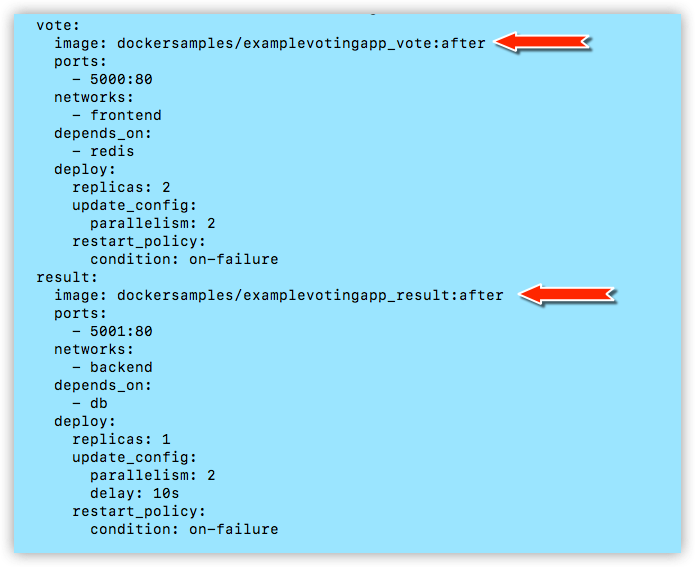 vote:
image: dockersamples/examplevotingapp_vote:after
ports:
- 5000:80
networks:
- frontend
depends_on:
- redis
deploy:
replicas: 2
update_config:
parallelism: 2
restart_policy:
condition: on-failure
result:
image: dockersamples/examplevotingapp_result:after
ports:
- 5001:80
networks:
- backend
depends_on:
- db
deploy:
replicas: 1
update_config:
parallelism: 2
delay: 10s
restart_policy:
condition: on-failure